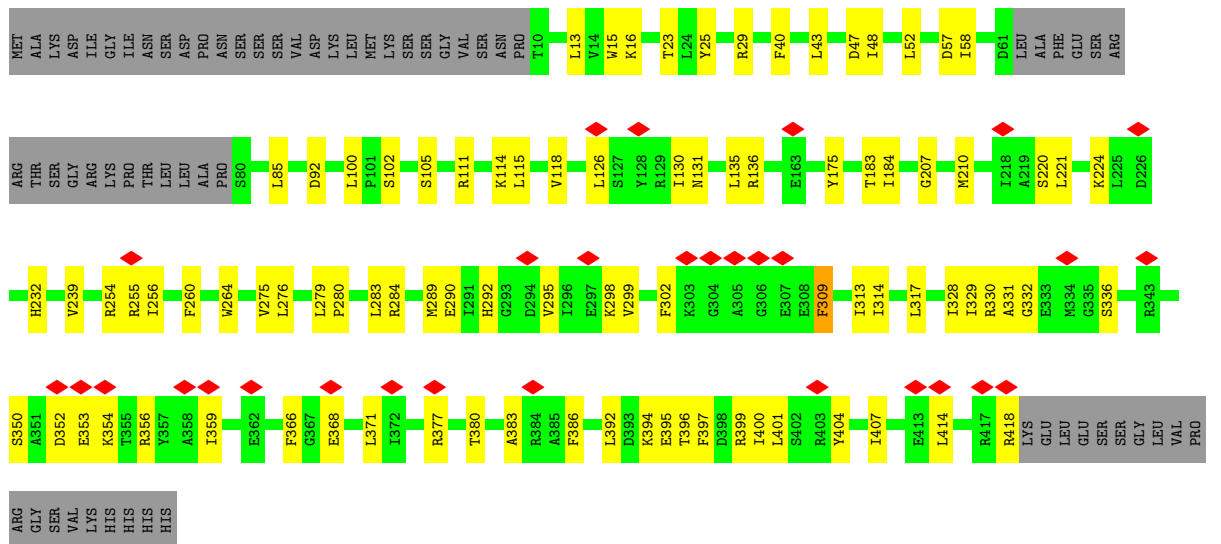 MET ALA LYS ASP ILE GLY ILE ASN SER ASP PRO ASN SER SER SER VAL ASP LYS LEU MET LYS SER SER GLY VAL SER ASN PRO T10 L13 V14 W15 K16 T23 L24 Y25 R29 F40 L43 D47 I48 L52 D57 I58 D61 LEU ALA PHE GLU SER ARG
ARG THR SER GLY ARG LYS PRO THR LEU LEU ALA PRO S80 L85 D92 L100 P101 S102 S105 R111 K114 L115 V118 L126 S127 Y128 R129 I130 N131 L135 R136 E163 Y175 T183 I184 G207 M210 I218 A219 S220 L221 K224 L225 D226
H232 V239 R254 R255 I256 F260 W264 V275 L276 L279 P280 L283 R284 M289 E290 I291 H292 G293 D294 V295 I296 E297 K298 V299 F302 K303 G304 A305 G306 E307 E308 F309 I313 I314 L317 I328 I329 R330 A331 G332 E333 M334 G335 S336 R343
S350 A351 D352 E353 K354 T355 R356 Y357 A358 I359 E362 F366 G367 E368 L371 I372 R377 T380 A383 R384 A385 F386 L392 D393 K394 E395 T396 F397 D398 R399 I400 L401 S402 R403 Y404 I407 E413 L414 R417 R418 LYS GLU LEU GLU SER SER GLY LEU VAL PRO
ARG GLY SER VAL LYS HIS HIS HIS HIS